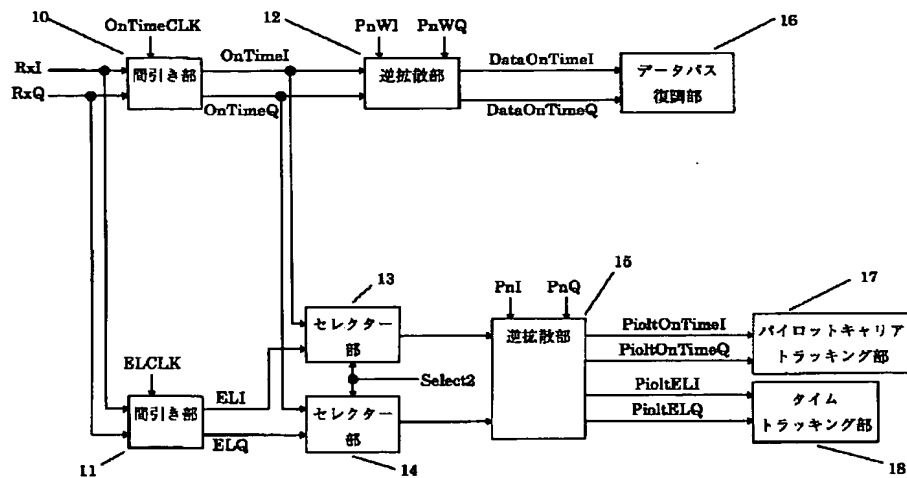 OnTimeCLK
10
12
PnWI
PnWQ
16
RxI
RxQ
間引き部
OnTimeI
OnTimeQ
逆拡散部
DataOnTimeI
DataOnTimeQ
データパス
復調部
13
15
PnI
PnQ
17
セレクター
部
逆拡散部
PioltOnTimeI
PioltOnTimeQ
パイロットキャリア
トラッキング部
ELCLK
Select2
間引き部
ELI
ELQ
セレクター
部
PioltELI
PioltELQ
タイム
トラッキング部
11
14
18